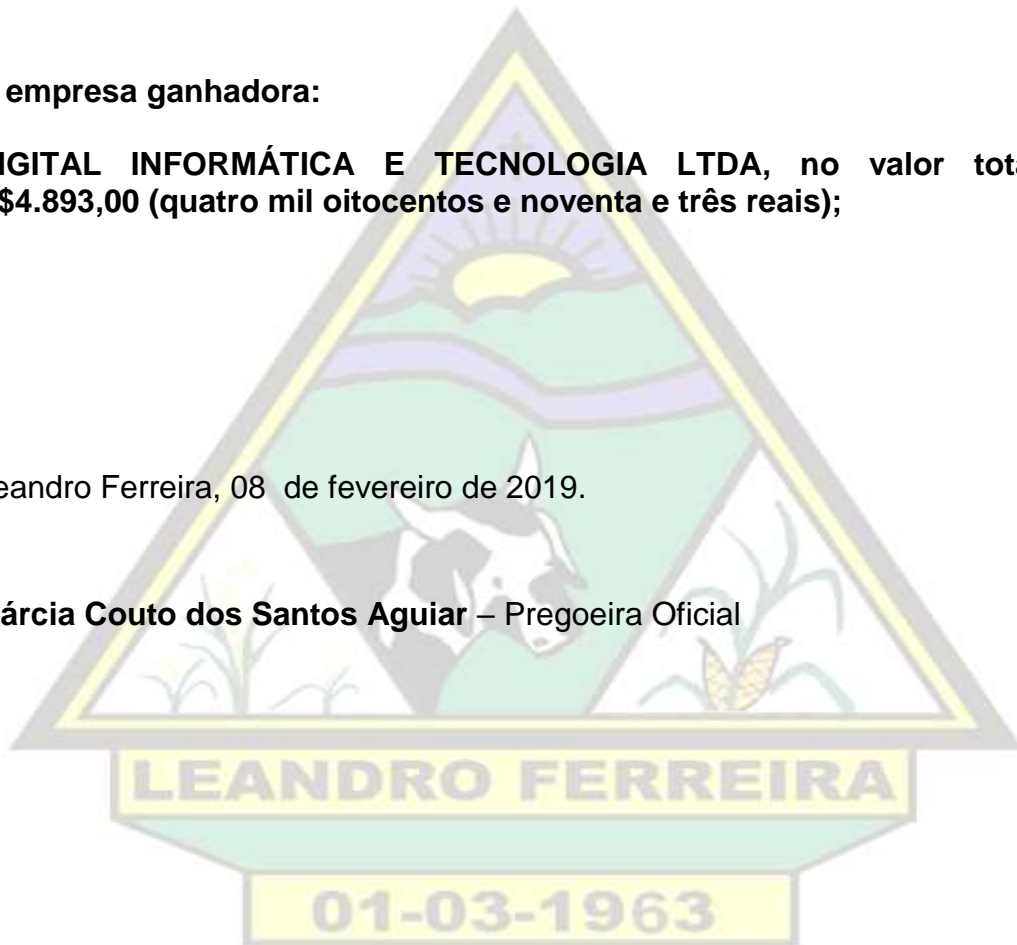 empresa ganhadora:
IGITAL INFORMÁTICA E TECNOLOGIA LTDA, no valor tota
$4.893,00 (quatro mil oitocentos e noventa e três reais);
eandro Ferreira, 08 de fevereiro de 2019.
árcia Couto dos Santos Aguiar – Pregoeira Oficial
LEANDRO FERREIRA
01-03-1963